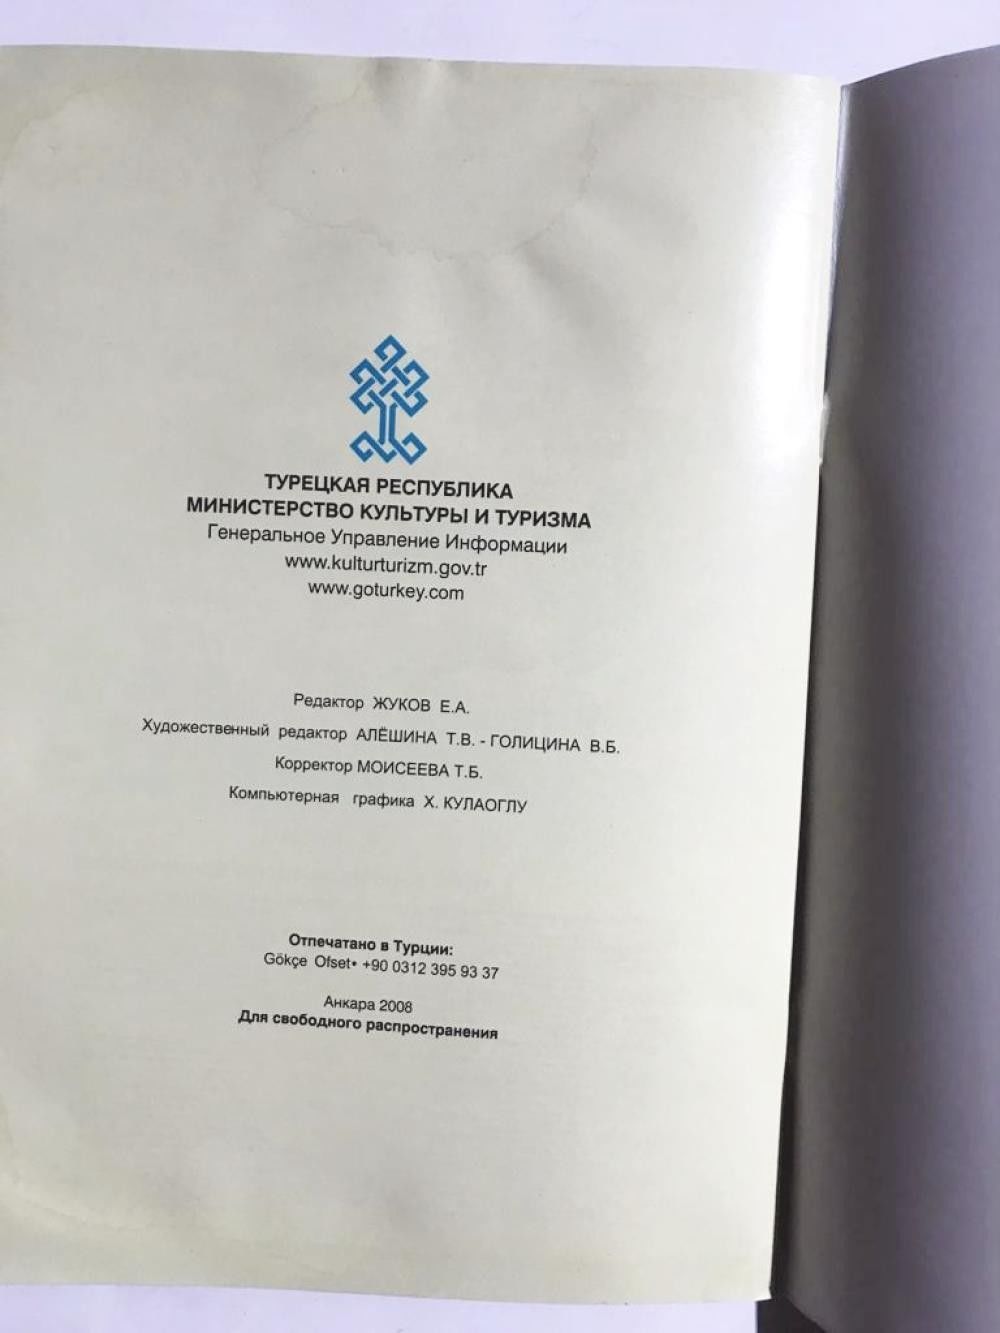 ТУРЕЦКАЯ РЕСПУБЛИКА
МИНИСТЕРСТВО КУЛЬТУРЫ И ТУРИЗМА
Генеральное Управление Информации
www.kulturturizm.gov.tr
www.goturkey.com
Редактор ЖУКОВ Е.А.
Художественный редактор АЛЁШИНА Т.В. - ГОЛИЦИНА В.Б.
Корректор МОИСЕЕВА Т.Б.
Компьютерная графика Х. КУЛАОГЛУ
Отпечатано в Турции:
Gökçe Ofset• +90 0312 395 93 37
Анкара 2008
Для свободного распространения